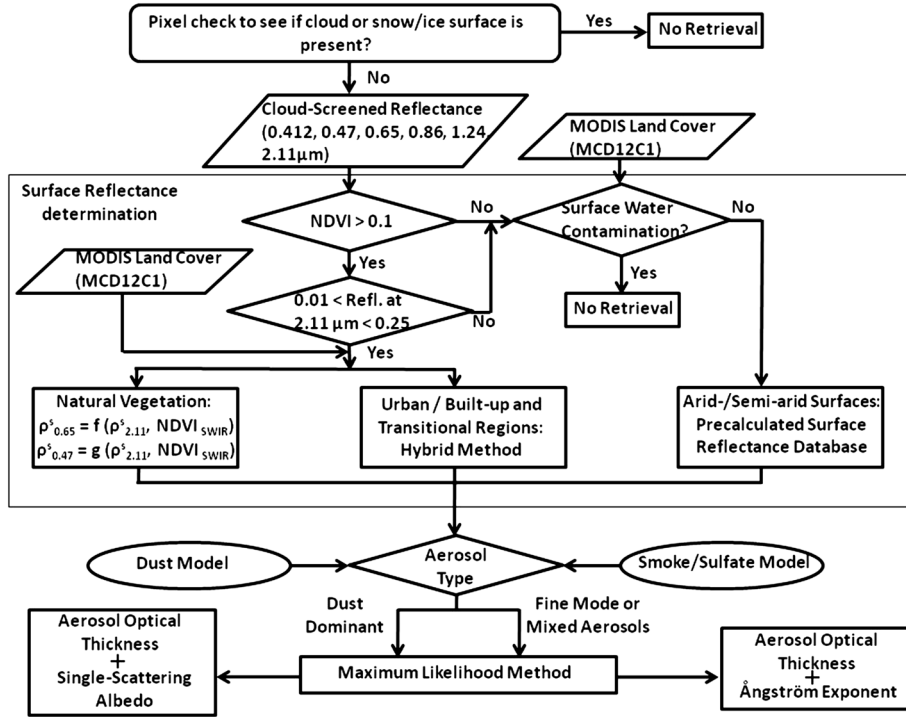 Pixel check to see if cloud or snow/ice surface is
present?
Yes
No Retrieval
No
Cloud-Screened Reflectance
(0.412, 0.47, 0.65, 0.86, 1.24,
2.11μm)
MODIS Land Cover
(MCD12C1)
Surface Reflectance
determination
NDVI > 0.1
No
Surface Water
Contamination?
No
Yes
MODIS Land Cover
(MCD12C1)
Yes
No Retrieval
0.01 < Refl. at
2.11 μm < 0.25
No
Yes
Natural Vegetation:
ρˢ₀.₆₅ = f (ρˢ₂.₁₁, NDVI SWIR)
ρˢ₀.₄₇ = g (ρˢ₂.₁₁, NDVI SWIR)
Urban / Built-up and
Transitional Regions:
Hybrid Method
Arid-/Semi-arid Surfaces:
Precalculated Surface
Reflectance Database
Dust Model
Aerosol
Type
Smoke/Sulfate Model
Dust
Dominant
Fine Mode or
Mixed Aerosols
Aerosol Optical
Thickness
+
Single-Scattering
Albedo
Maximum Likelihood Method
Aerosol Optical
Thickness
+
Ångström Exponent